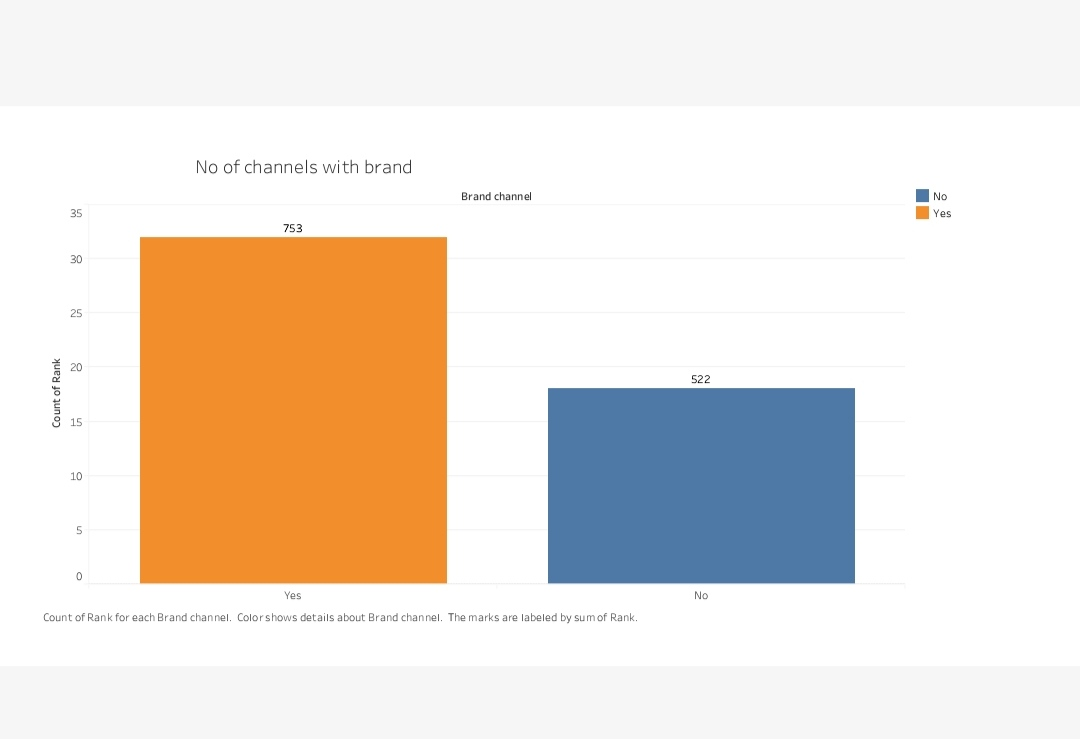 No of channels with brand
Brand channel
No
Yes
Count of Rank
35
30
25
20
15
10
5
0
753
522
Yes
No
Count of Rank for each Brand channel. Color shows details about Brand channel. The marks are labeled by sum of Rank.